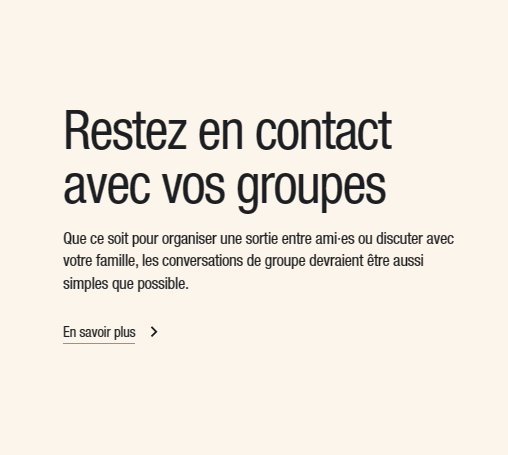 Restez en contact
avec vos groupes
Que ce soit pour organiser une sortie entre ami·es ou discuter avec
votre famille, les conversations de groupe devraient être aussi
simples que possible.
En savoir plus